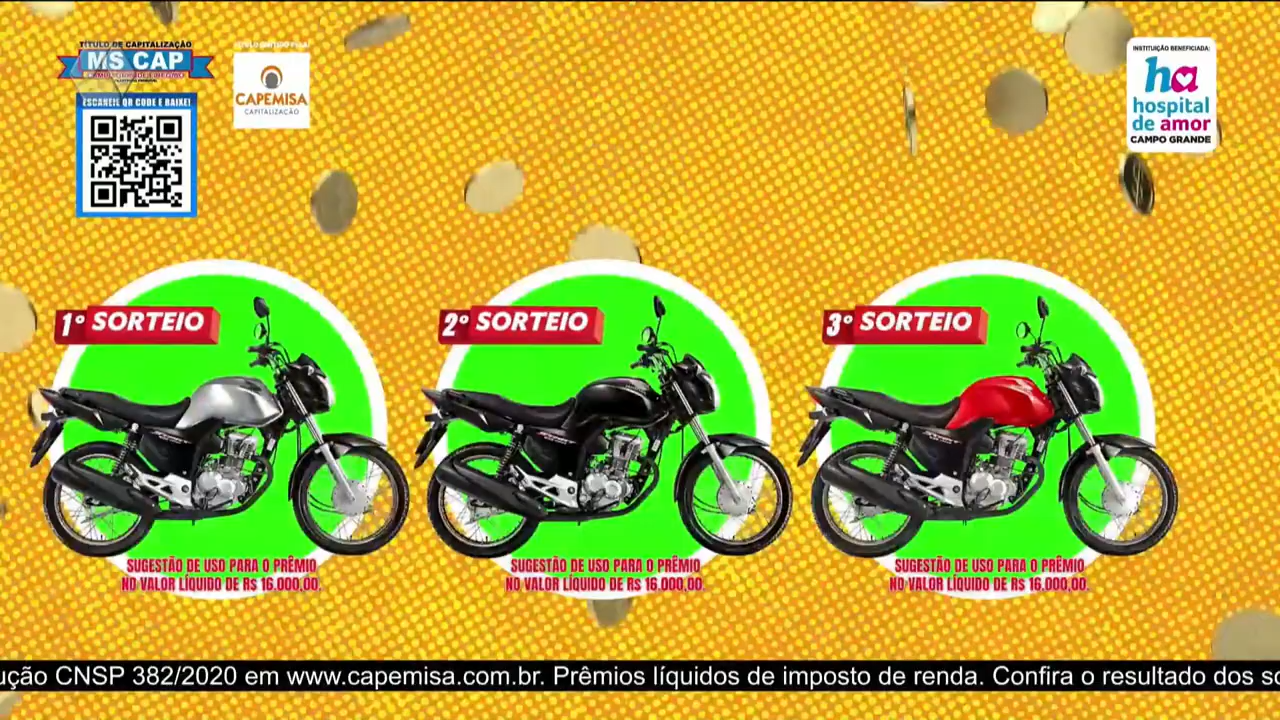 TÍTULO DE CAPITALIZAÇÃO
MS CAP
ESCANEIE QR CODE E BAIXE!
CAPEMISA
CAPITALIZAÇÃO
INSTITUIÇÃO BENEFICIADA:
ha
hospital
de amor
CAMPO GRANDE
1º SORTEIO
2º SORTEIO
3º SORTEIO
SUGESTÃO DE USO PARA O PRÊMIO
NO VALOR LÍQUIDO DE R$ 16.000,00.
SUGESTÃO DE USO PARA O PRÊMIO
NO VALOR LÍQUIDO DE R$ 16.000,00.
SUGESTÃO DE USO PARA O PRÊMIO
NO VALOR LÍQUIDO DE R$ 16.000,00.
ução CNSP 382/2020 em www.capemisa.com.br. Prêmios líquidos de imposto de renda. Confira o resultado dos so